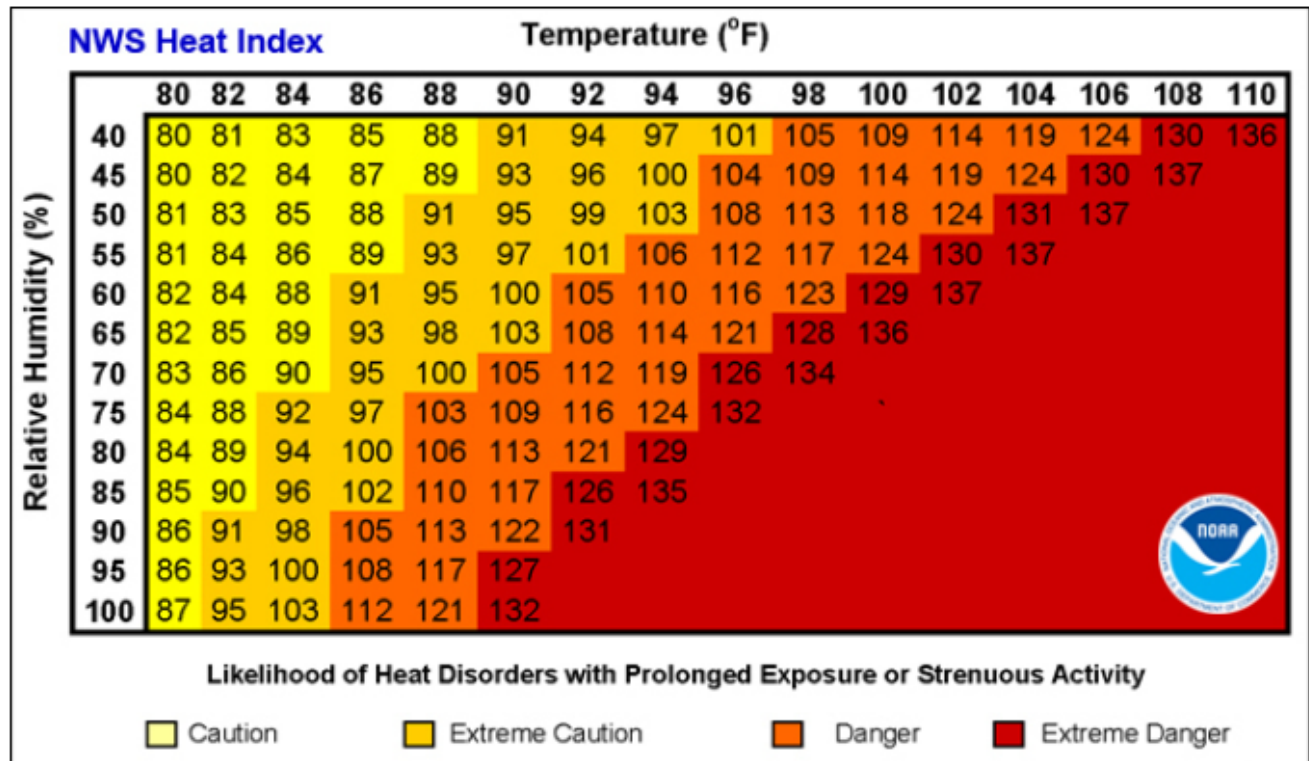 NWS Heat Index
Temperature (°F)
80 82 84 86 88 90 92 94 96 98 100 102 104 106 108 110
Relative Humidity (%)
40 80 81 83 85 88 91 94 97 101 105 109 114 119 124 130 136
45 80 82 84 87 89 93 96 100 104 109 114 119 124 130 137
50 81 83 85 88 91 95 99 103 108 113 118 124 131 137
55 81 84 86 89 93 97 101 106 112 117 124 130 137
60 82 84 88 91 95 100 105 110 116 123 129 137
65 82 85 89 93 98 103 108 114 121 128 136
70 83 86 90 95 100 105 112 119 126 134
75 84 88 92 97 103 109 116 124 132
80 84 89 94 100 106 113 121 129
85 85 90 96 102 110 117 126 135
90 86 91 98 105 113 122 131
95 86 93 100 108 117 127
100 87 95 103 112 121 132
NOAA
Likelihood of Heat Disorders with Prolonged Exposure or Strenuous Activity
Caution Extreme Caution Danger Extreme Danger